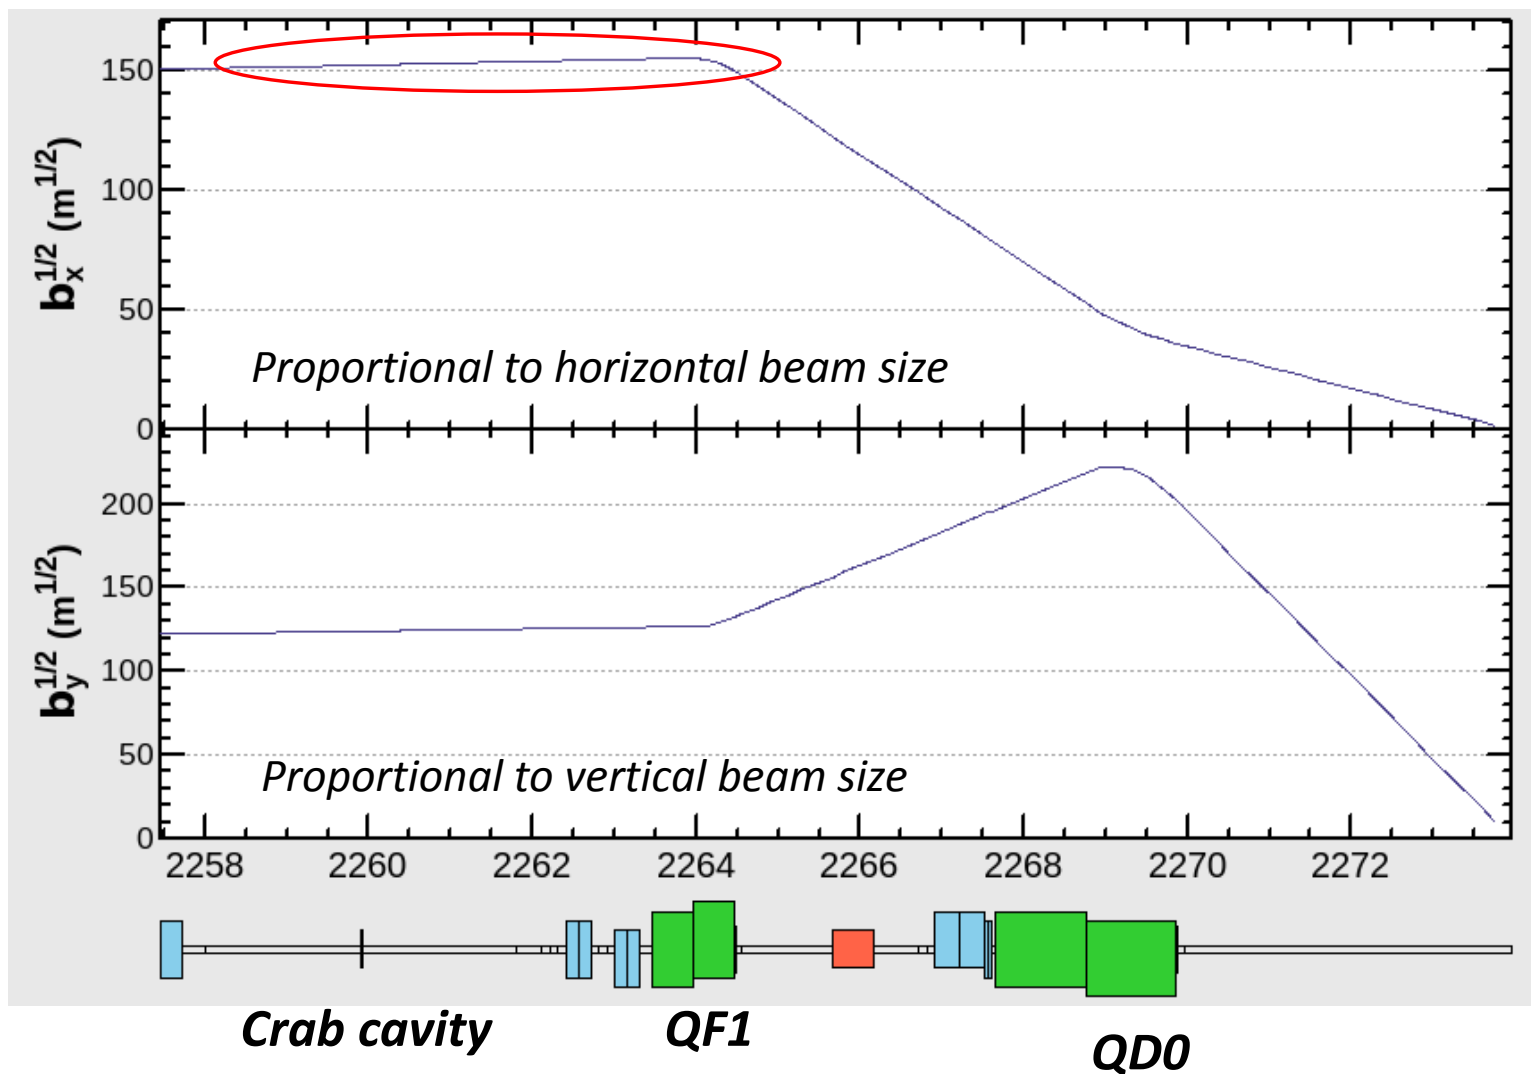 150
100
50
0
b_x^1/2 (m^1/2)
Proportional to horizontal beam size
200
150
100
50
0
b_y^1/2 (m^1/2)
Proportional to vertical beam size
2258 2260 2262 2264 2266 2268 2270 2272
Crab cavity QF1 QD0